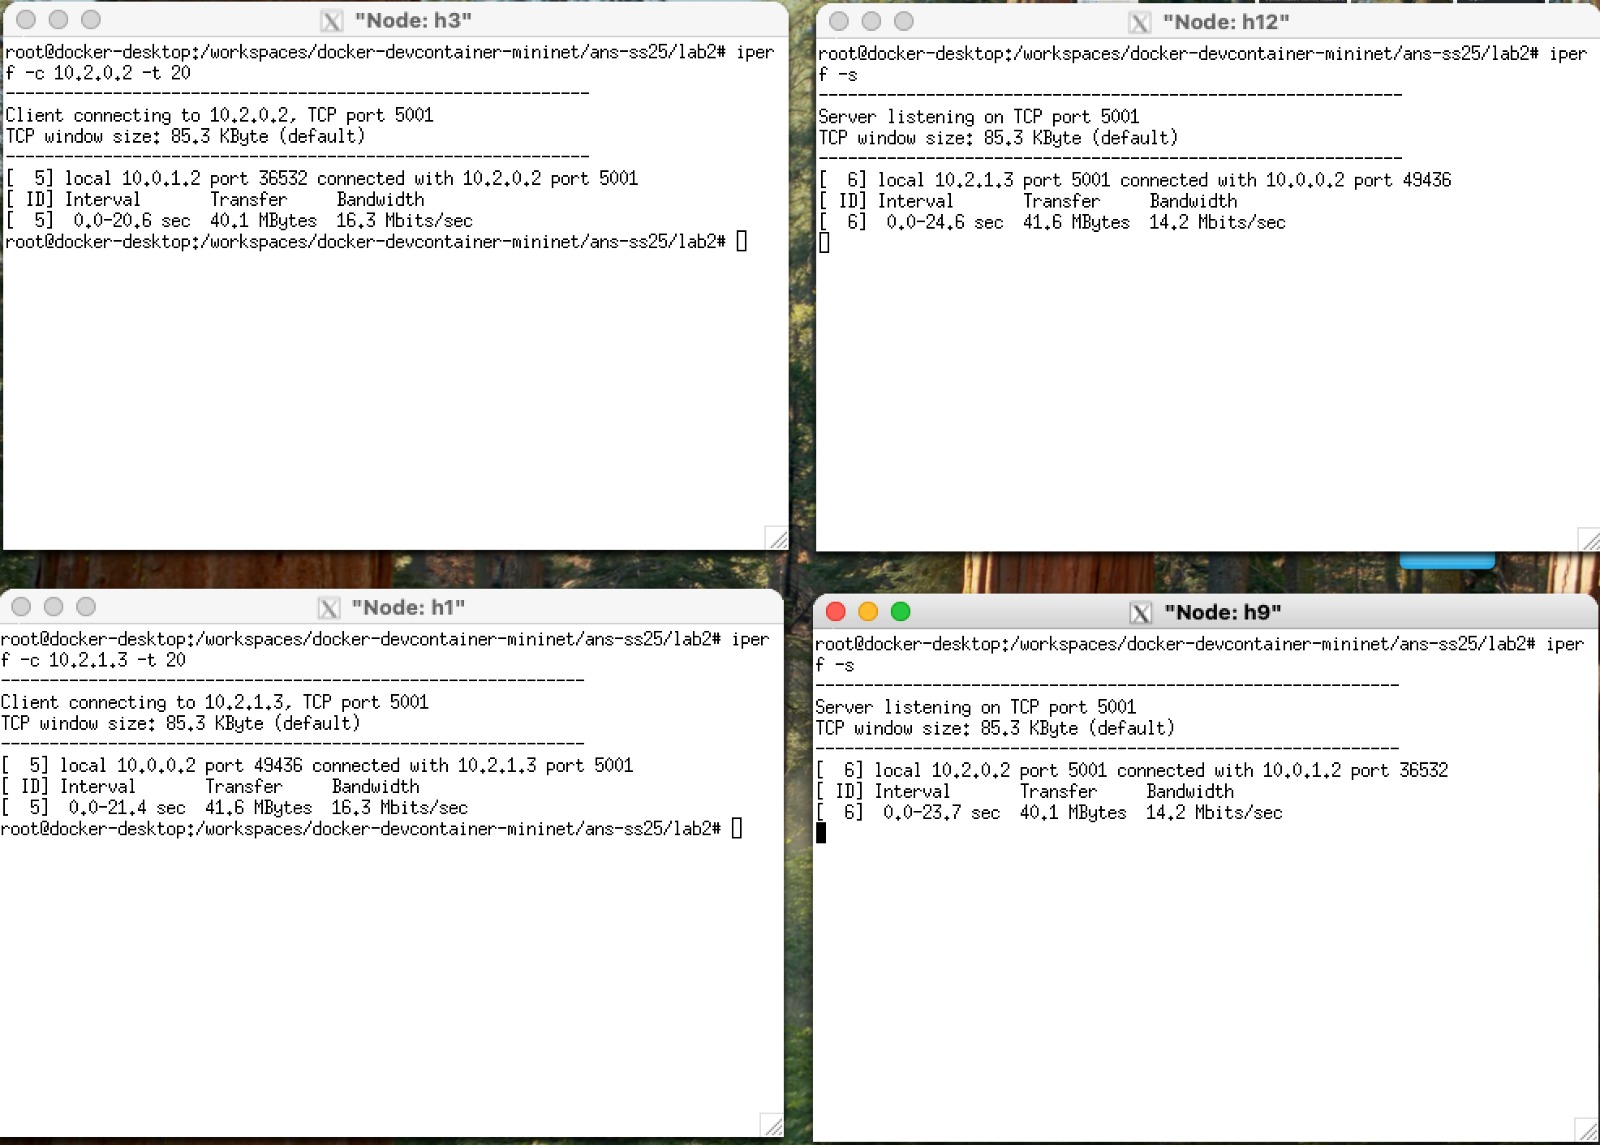 "Node: h3"
root@docker-desktop:/workspaces/docker-devcontainer-mininet/ans-ss25/lab2# iper
f -c 10.2.0.2 -t 20
------------------------------------------------------------
Client connecting to 10.2.0.2, TCP port 5001
TCP window size: 85.3 KByte (default)
------------------------------------------------------------
[  5] local 10.0.1.2 port 36532 connected with 10.2.0.2 port 5001
[ ID] Interval       Transfer     Bandwidth
[  5]  0.0-20.6 sec  40.1 MBytes  16.3 Mbits/sec
root@docker-desktop:/workspaces/docker-devcontainer-mininet/ans-ss25/lab2#
"Node: h12"
root@docker-desktop:/workspaces/docker-devcontainer-mininet/ans-ss25/lab2# iper
f -s
------------------------------------------------------------
Server listening on TCP port 5001
TCP window size: 85.3 KByte (default)
------------------------------------------------------------
[  6] local 10.2.1.3 port 5001 connected with 10.0.0.2 port 49436
[ ID] Interval       Transfer     Bandwidth
[  6]  0.0-24.6 sec  41.6 MBytes  14.2 Mbits/sec
"Node: h1"
root@docker-desktop:/workspaces/docker-devcontainer-mininet/ans-ss25/lab2# iper
f -c 10.2.1.3 -t 20
------------------------------------------------------------
Client connecting to 10.2.1.3, TCP port 5001
TCP window size: 85.3 KByte (default)
------------------------------------------------------------
[  5] local 10.0.0.2 port 49436 connected with 10.2.1.3 port 5001
[ ID] Interval       Transfer     Bandwidth
[  5]  0.0-21.4 sec  41.6 MBytes  16.3 Mbits/sec
root@docker-desktop:/workspaces/docker-devcontainer-mininet/ans-ss25/lab2#
"Node: h9"
root@docker-desktop:/workspaces/docker-devcontainer-mininet/ans-ss25/lab2# iper
f -s
------------------------------------------------------------
Server listening on TCP port 5001
TCP window size: 85.3 KByte (default)
------------------------------------------------------------
[  6] local 10.2.0.2 port 5001 connected with 10.0.1.2 port 36532
[ ID] Interval       Transfer     Bandwidth
[  6]  0.0-23.7 sec  40.1 MBytes  14.2 Mbits/sec